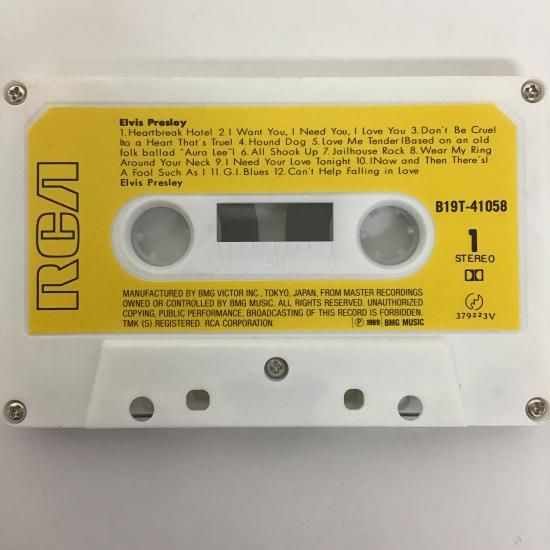 RCA
Elvis Presley
1.Heartbreak Hotel 2.I Want You, I Need You, I Love You 3.Don't Be Cruel
(to a Heart That's True) 4.Hound Dog 5.Love Me Tender(Based on an old
folk ballad "Aura Lee") 6.All Shook Up 7.Jailhouse Rock 8.Wear My Ring
Around Your Neck 9.I Need Your Love Tonight 10.(Now and Then There's)
A Fool Such As I 11.G.I.Blues 12.Can't Help Falling in Love
Elvis Presley
B19T-41058
1
STEREO
100 50 0
MANUFACTURED BY BMG VICTOR INC., TOKYO, JAPAN, FROM MASTER RECORDINGS
OWNED OR CONTROLLED BY BMG MUSIC. ALL RIGHTS RESERVED. UNAUTHORIZED
COPYING, PUBLIC PERFORMANCE, BROADCASTING OF THIS RECORD IS FORBIDDEN.
TMK (S) REGISTERED. RCA CORPORATION.
Ⓟ 1989 BMG MUSIC
379223V